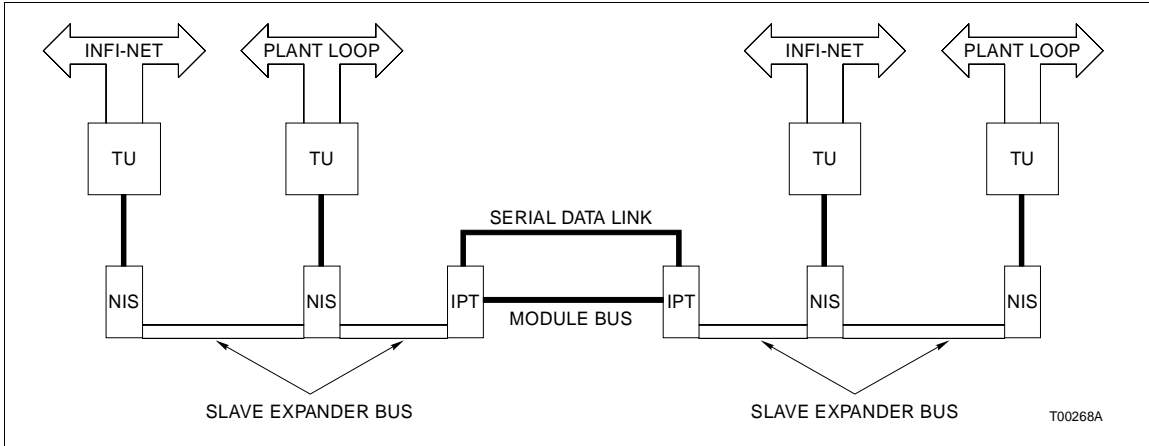 INFI-NET
PLANT LOOP
INFI-NET
PLANT LOOP
TU
TU
TU
TU
SERIAL DATA LINK
NIS
NIS
IPT
IPT
NIS
NIS
MODULE BUS
SLAVE EXPANDER BUS
SLAVE EXPANDER BUS
T00268A